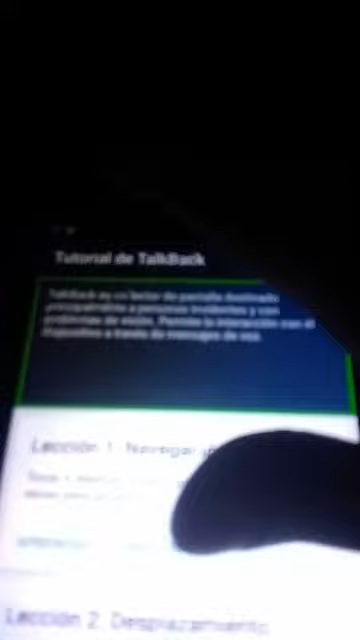 Tutorial de TalkBack
TalkBack es un lector de pantalla destinado
principalmente a personas invidentes y con
problemas de visión. Permite la interacción con el
dispositivo a través de mensajes de voz.
Lección 1. Navegar
Lección 2. Desplazamiento